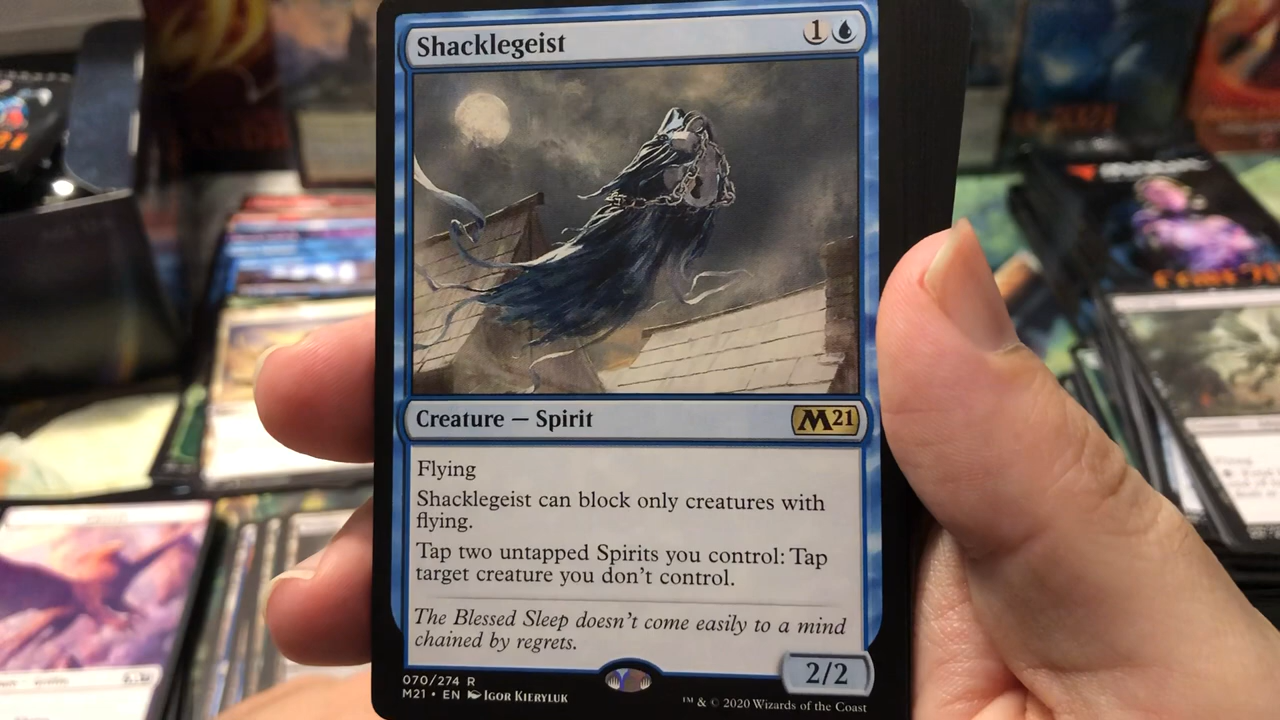 Shacklegeist
1
Creature — Spirit
M21
Flying
Shacklegeist can block only creatures with
flying.
Tap two untapped Spirits you control: Tap
target creature you don't control.
The Blessed Sleep doesn't come easily to a mind
chained by regrets.
2/2
070/274 R
M21 • EN Igor Kieryluk
™ & © 2020 Wizards of the Coast